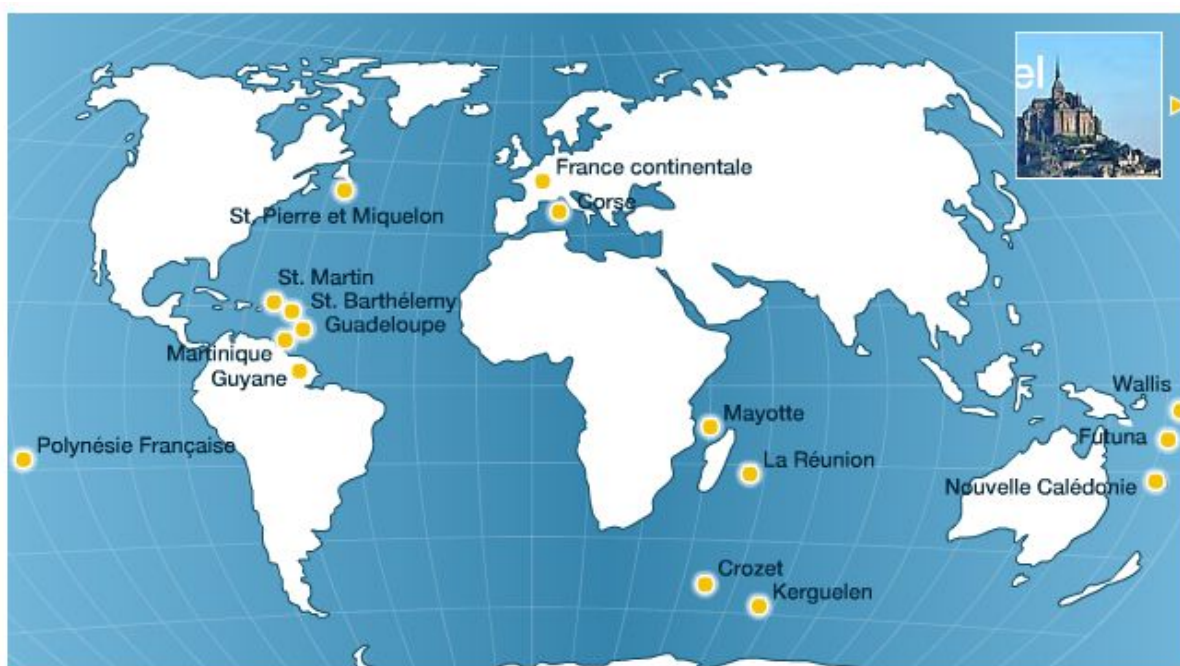 el
France continentale
Corse
St. Pierre et Miquelon
St. Martin
St. Barthélemy
Guadeloupe
Martinique
Guyane
Wallis
Mayotte
Futuna
Polynésie Française
La Réunion
Nouvelle Calédonie
Crozet
Kerguelen